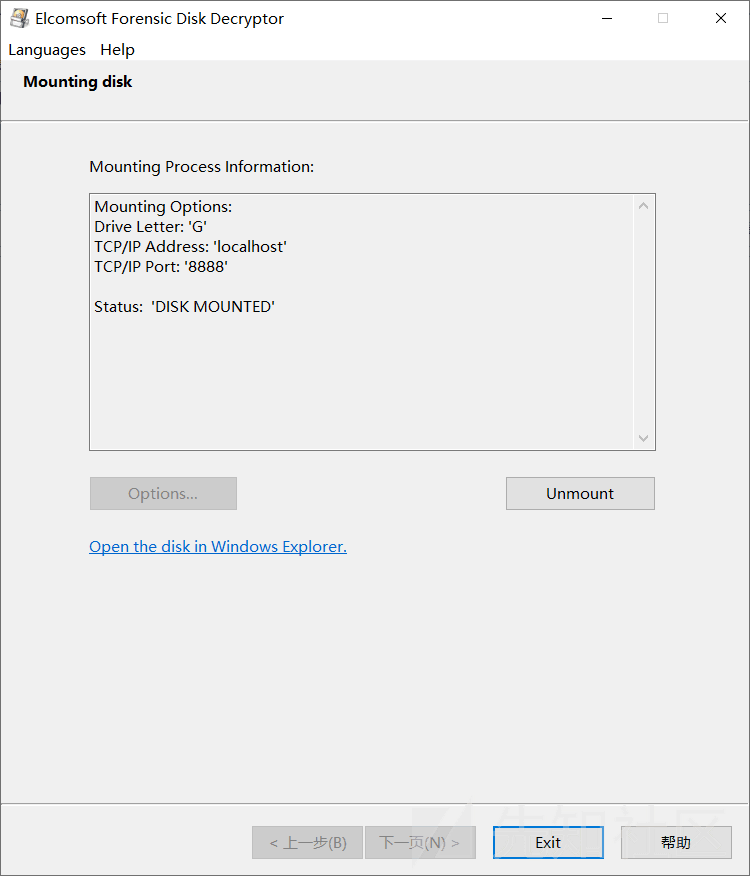 Elcomsoft Forensic Disk Decryptor
Languages Help
Mounting disk
Mounting Process Information:
Mounting Options:
Drive Letter: 'G'
TCP/IP Address: 'localhost'
TCP/IP Port: '8888'
Status: 'DISK MOUNTED'
Options...
Unmount
Open the disk in Windows Explorer.
先知社区
< 上一步(B)
下一页(N) >
Exit
帮助